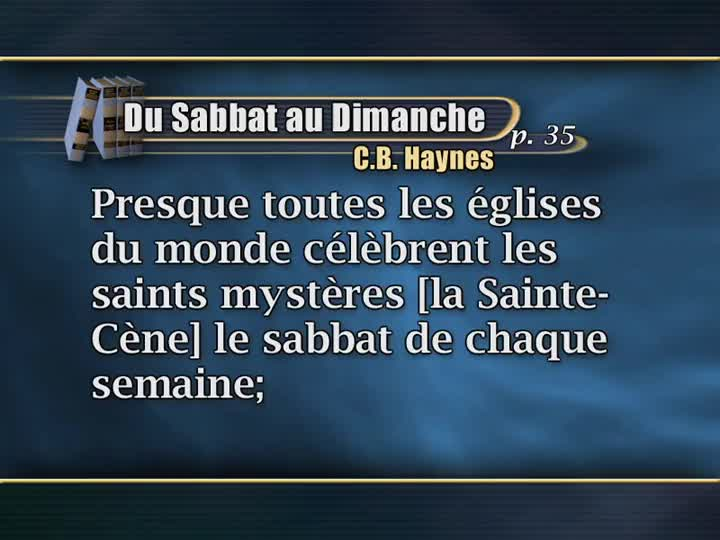 Du Sabbat au Dimanche p. 35
C.B. Haynes
Presque toutes les églises
du monde célèbrent les
saints mystères [la Sainte-
Cène] le sabbat de chaque
semaine;